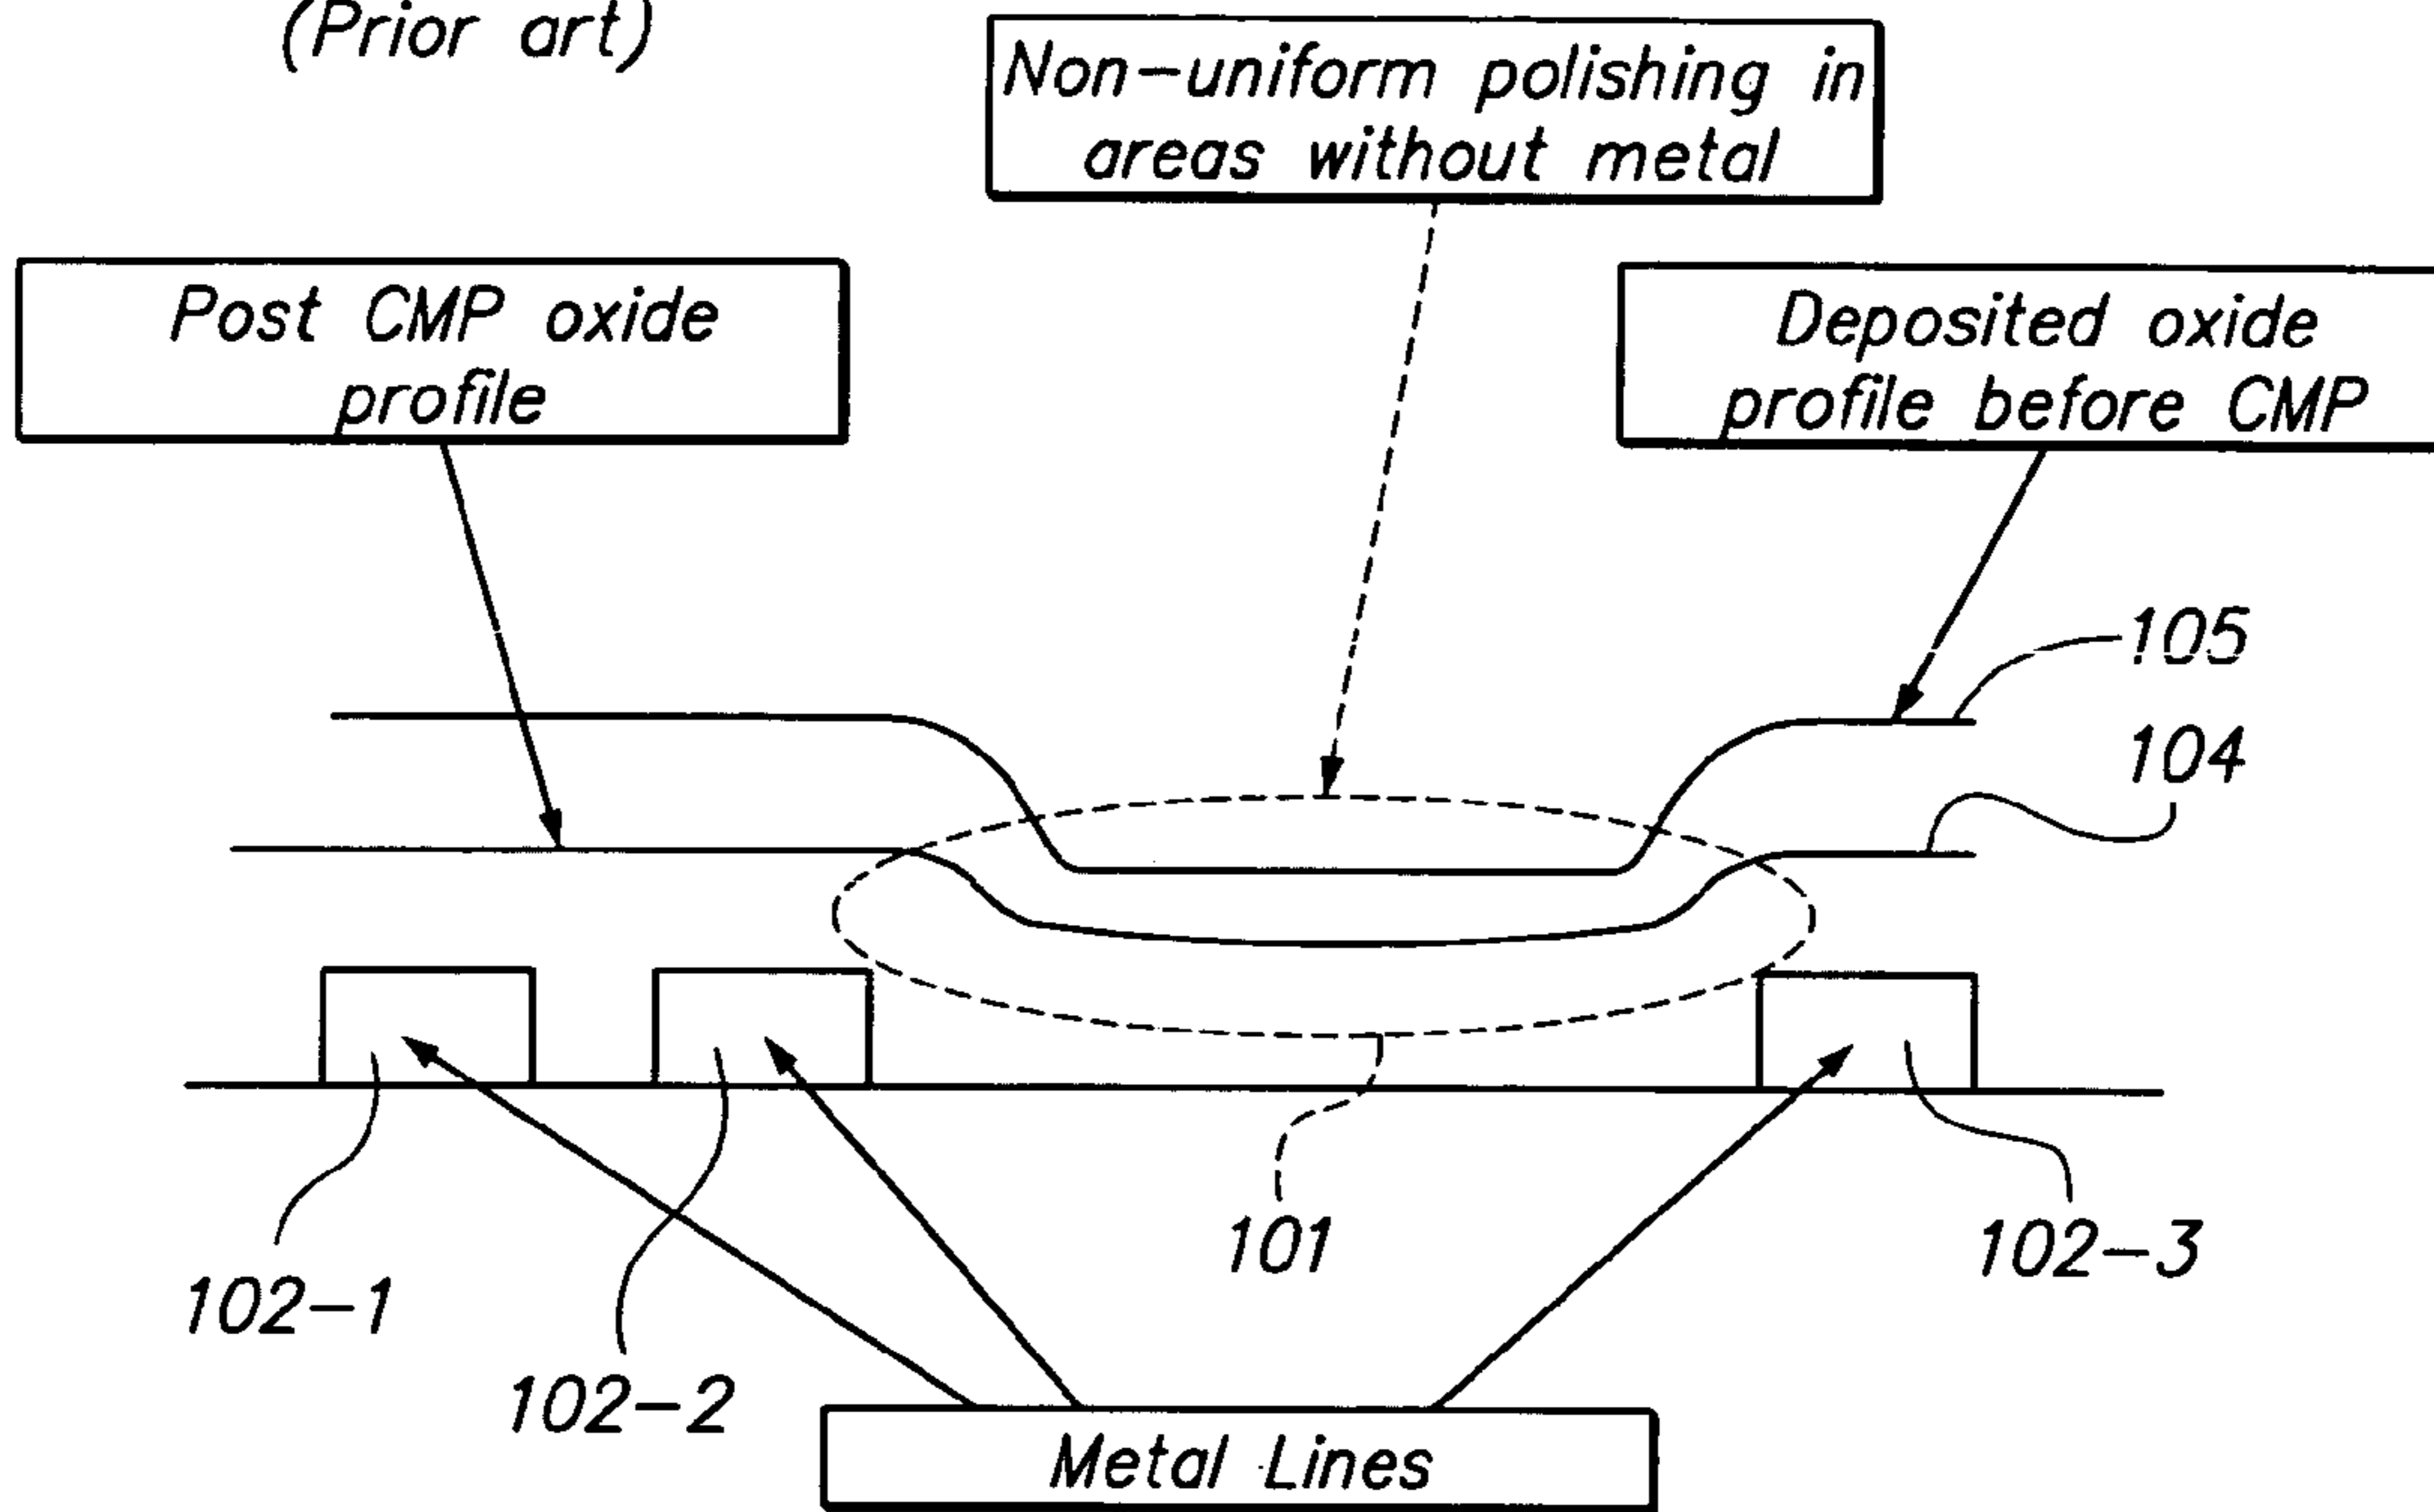 (Prior art)
Non-uniform polishing in
areas without metal
Post CMP oxide
profile
Deposited oxide
profile before CMP
105
104
101
102-3
102-1
102-2
Metal Lines